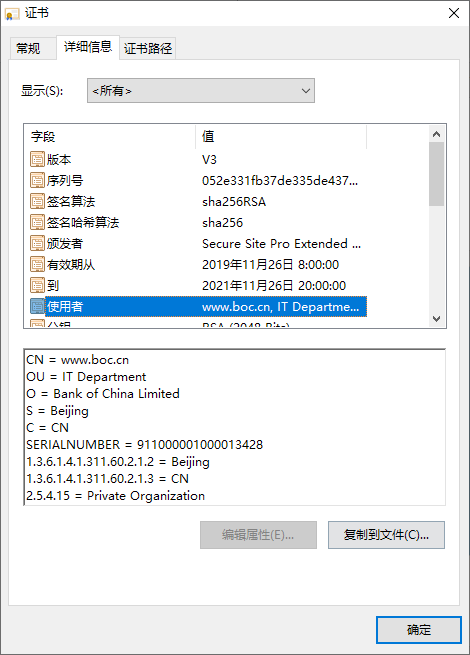 证书
常规 详细信息 证书路径
显示(S): <所有>
字段 值
版本 V3
序列号 052e331fb37de335de437...
签名算法 sha256RSA
签名哈希算法 sha256
颁发者 Secure Site Pro Extended ...
有效期从 2019年11月26日 8:00:00
到 2021年11月26日 20:00:00
使用者 www.boc.cn, IT Departme...
公钥 RSA (2048 Bits)
CN = www.boc.cn
OU = IT Department
O = Bank of China Limited
S = Beijing
C = CN
SERIALNUMBER = 911000001000013428
1.3.6.1.4.1.311.60.2.1.2 = Beijing
1.3.6.1.4.1.311.60.2.1.3 = CN
2.5.4.15 = Private Organization
编辑属性(E)... 复制到文件(C)...
确定